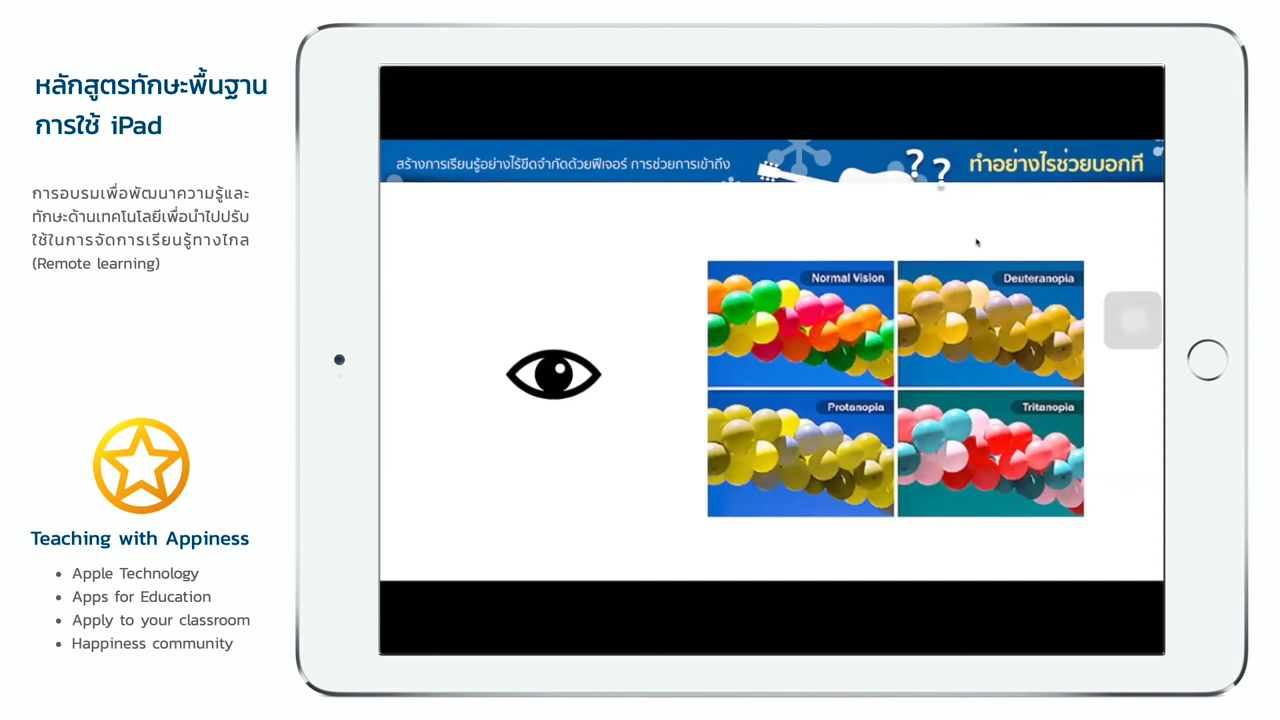 หลักสูตรทักษะพื้นฐาน
การใช้ iPad
การอบรมเพื่อพัฒนาความรู้และ
ทักษะด้านเทคโนโลยีเพื่อนำไปปรับ
ใช้ในการจัดการเรียนรู้ทางไกล
(Remote learning)
Teaching with Appiness
• Apple Technology
• Apps for Education
• Apply to your classroom
• Happiness community
สร้างการเรียนรู้อย่างไร้ขีดจำกัดด้วยฟีเจอร์ การช่วยการเข้าถึง
? ?
ทำอย่างไรช่วยบอกที
Normal Vision
Deuteranopia
Protanopia
Tritanopia